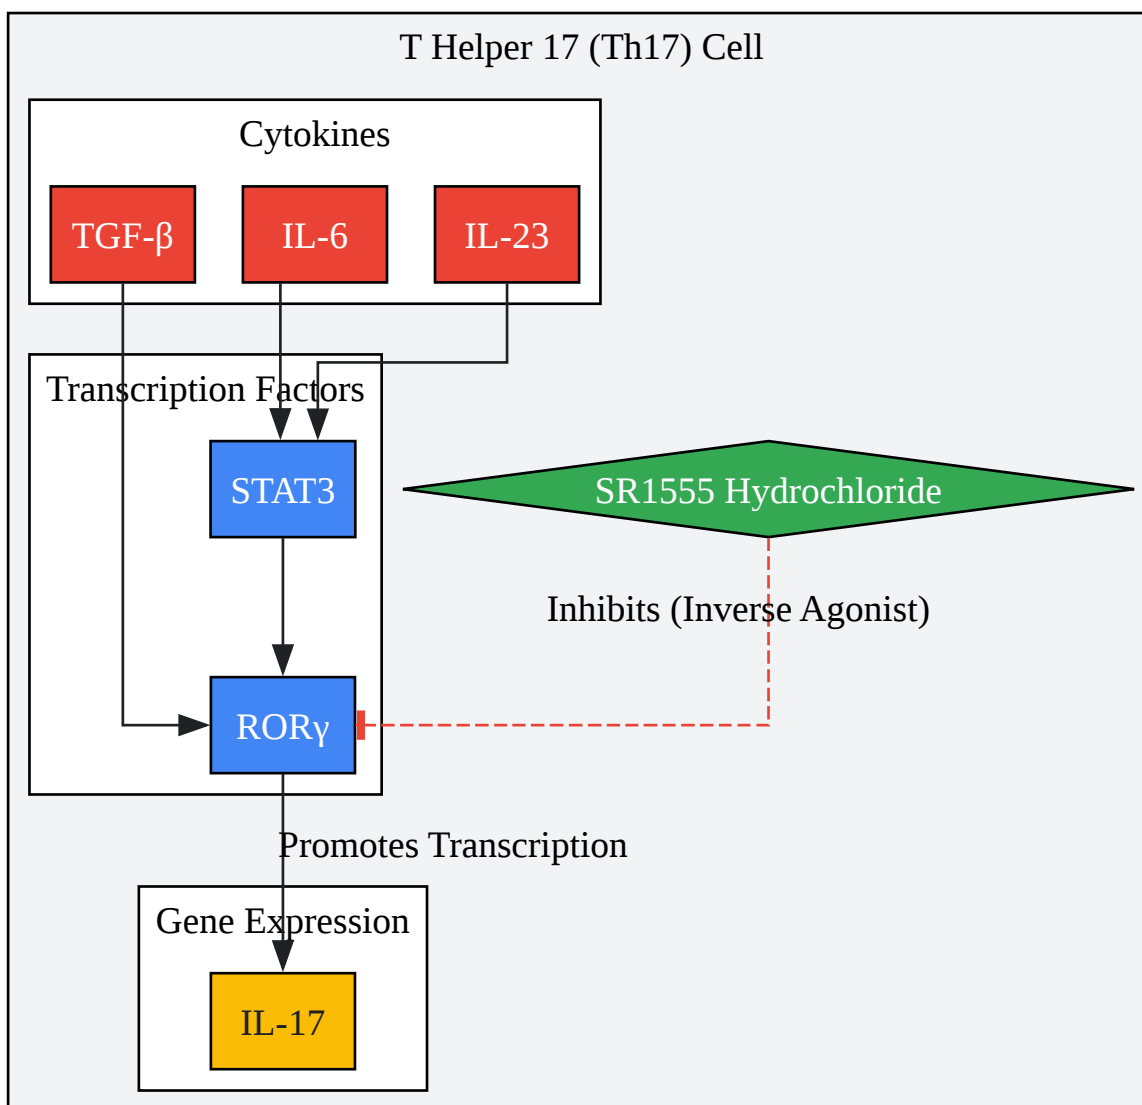 T Helper 17 (Th17) Cell
Cytokines
TGF-β
IL-6
IL-23
Transcription Factors
STAT3
SR1555 Hydrochloride
Inhibits (Inverse Agonist)
RORγ
Promotes Transcription
Gene Expression
IL-17